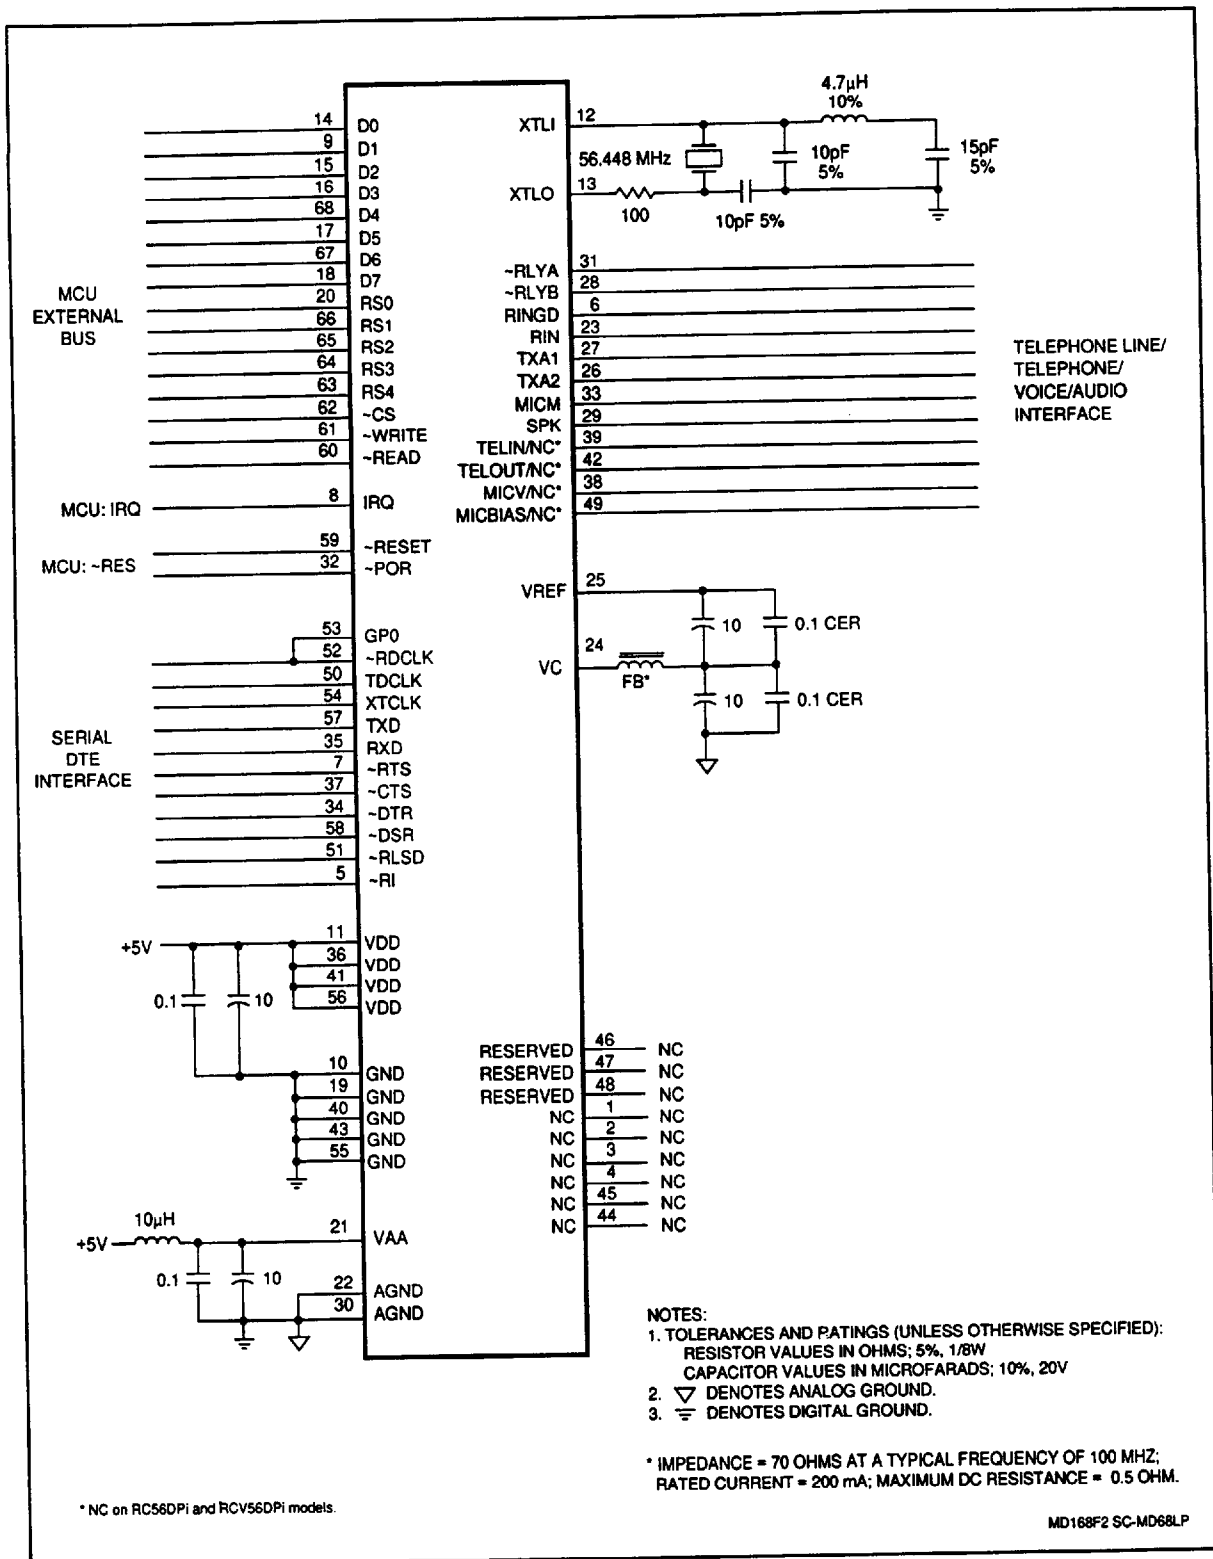 14 D0
9 D1
15 D2
16 D3
68 D4
17 D5
67 D6
18 D7
20 RS0
66 RS1
65 RS2
64 RS3
63 RS4
62 ~CS
61 ~WRITE
60 ~READ
MCU
EXTERNAL
BUS
MCU: IRQ 8 IRQ
MCU: ~RES
59 ~RESET
32 ~POR
53 GP0
52 ~RDCLK
50 TDCLK
54 XTCLK
57 TXD
35 RXD
7 ~RTS
37 ~CTS
34 ~DTR
58 ~DSR
51 ~RLSD
5 ~RI
SERIAL
DTE
INTERFACE
+5V
11 VDD
36 VDD
41 VDD
56 VDD
0.1
10
10 GND
19 GND
40 GND
43 GND
55 GND
10µH
+5V
21 VAA
0.1
10
22 AGND
30 AGND
XTLI 12
XTLO 13
56.448 MHz
100
10pF 5%
10pF
5%
4.7µH
10%
15pF
5%
~RLYA 31
~RLYB 28
RINGD 6
RIN 23
TXA1 27
TXA2 26
MICM 33
SPK 29
TELIN/NC* 39
TELOUT/NC* 42
MICV/NC* 38
MICBIAS/NC* 49
TELEPHONE LINE/
TELEPHONE/
VOICE/AUDIO
INTERFACE
VREF 25
10
0.1 CER
VC 24
FB*
10
0.1 CER
RESERVED 46 NC
RESERVED 47 NC
RESERVED 48 NC
NC 1 NC
NC 2 NC
NC 3 NC
NC 4 NC
NC 45 NC
NC 44 NC
NOTES:
1. TOLERANCES AND RATINGS (UNLESS OTHERWISE SPECIFIED):
RESISTOR VALUES IN OHMS; 5%, 1/8W
CAPACITOR VALUES IN MICROFARADS; 10%, 20V
2. DENOTES ANALOG GROUND.
3. DENOTES DIGITAL GROUND.
* IMPEDANCE = 70 OHMS AT A TYPICAL FREQUENCY OF 100 MHZ;
RATED CURRENT = 200 mA; MAXIMUM DC RESISTANCE = 0.5 OHM.
* NC on RC56DPi and RCV56DPi models.
MD168F2 SC-MD68LP